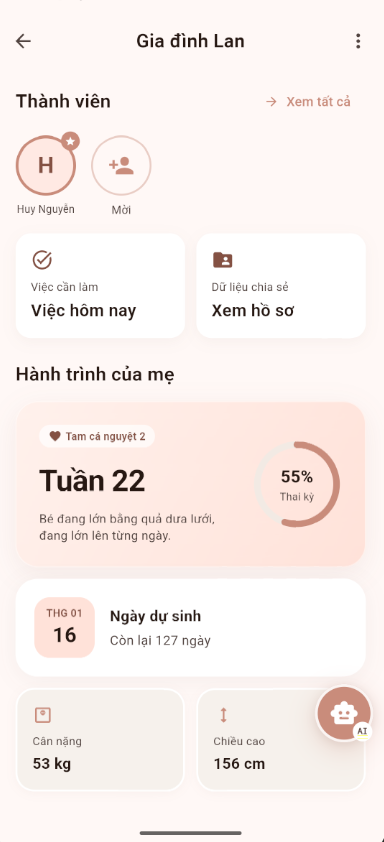 Gia đình Lan
Thành viên
Xem tất cả
H
Huy Nguyễn
Mời
Việc cần làm
Việc hôm nay
Dữ liệu chia sẻ
Xem hồ sơ
Hành trình của mẹ
Tam cá nguyệt 2
Tuần 22
Bé đang lớn bằng quả dưa lưới,
đang lớn lên từng ngày.
55%
Thai kỳ
THG 01
16
Ngày dự sinh
Còn lại 127 ngày
Cân nặng
53 kg
Chiều cao
156 cm
AI